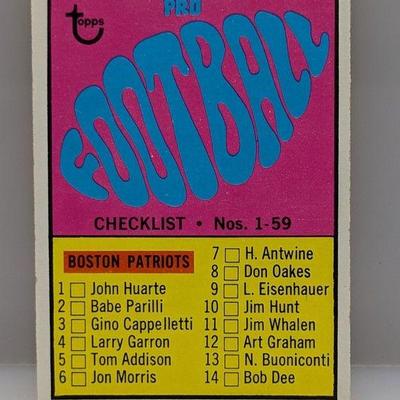 PRO
topps
FOOTBALL
CHECKLIST • Nos. 1-59
BOSTON PATRIOTS
1 John Huarte
2 Babe Parilli
3 Gino Cappelletti
4 Larry Garron
5 Tom Addison
6 Jon Morris
7 H. Antwine
8 Don Oakes
9 L. Eisenhauer
10 Jim Hunt
11 Jim Whalen
12 Art Graham
13 N. Buoniconti
14 Bob Dee